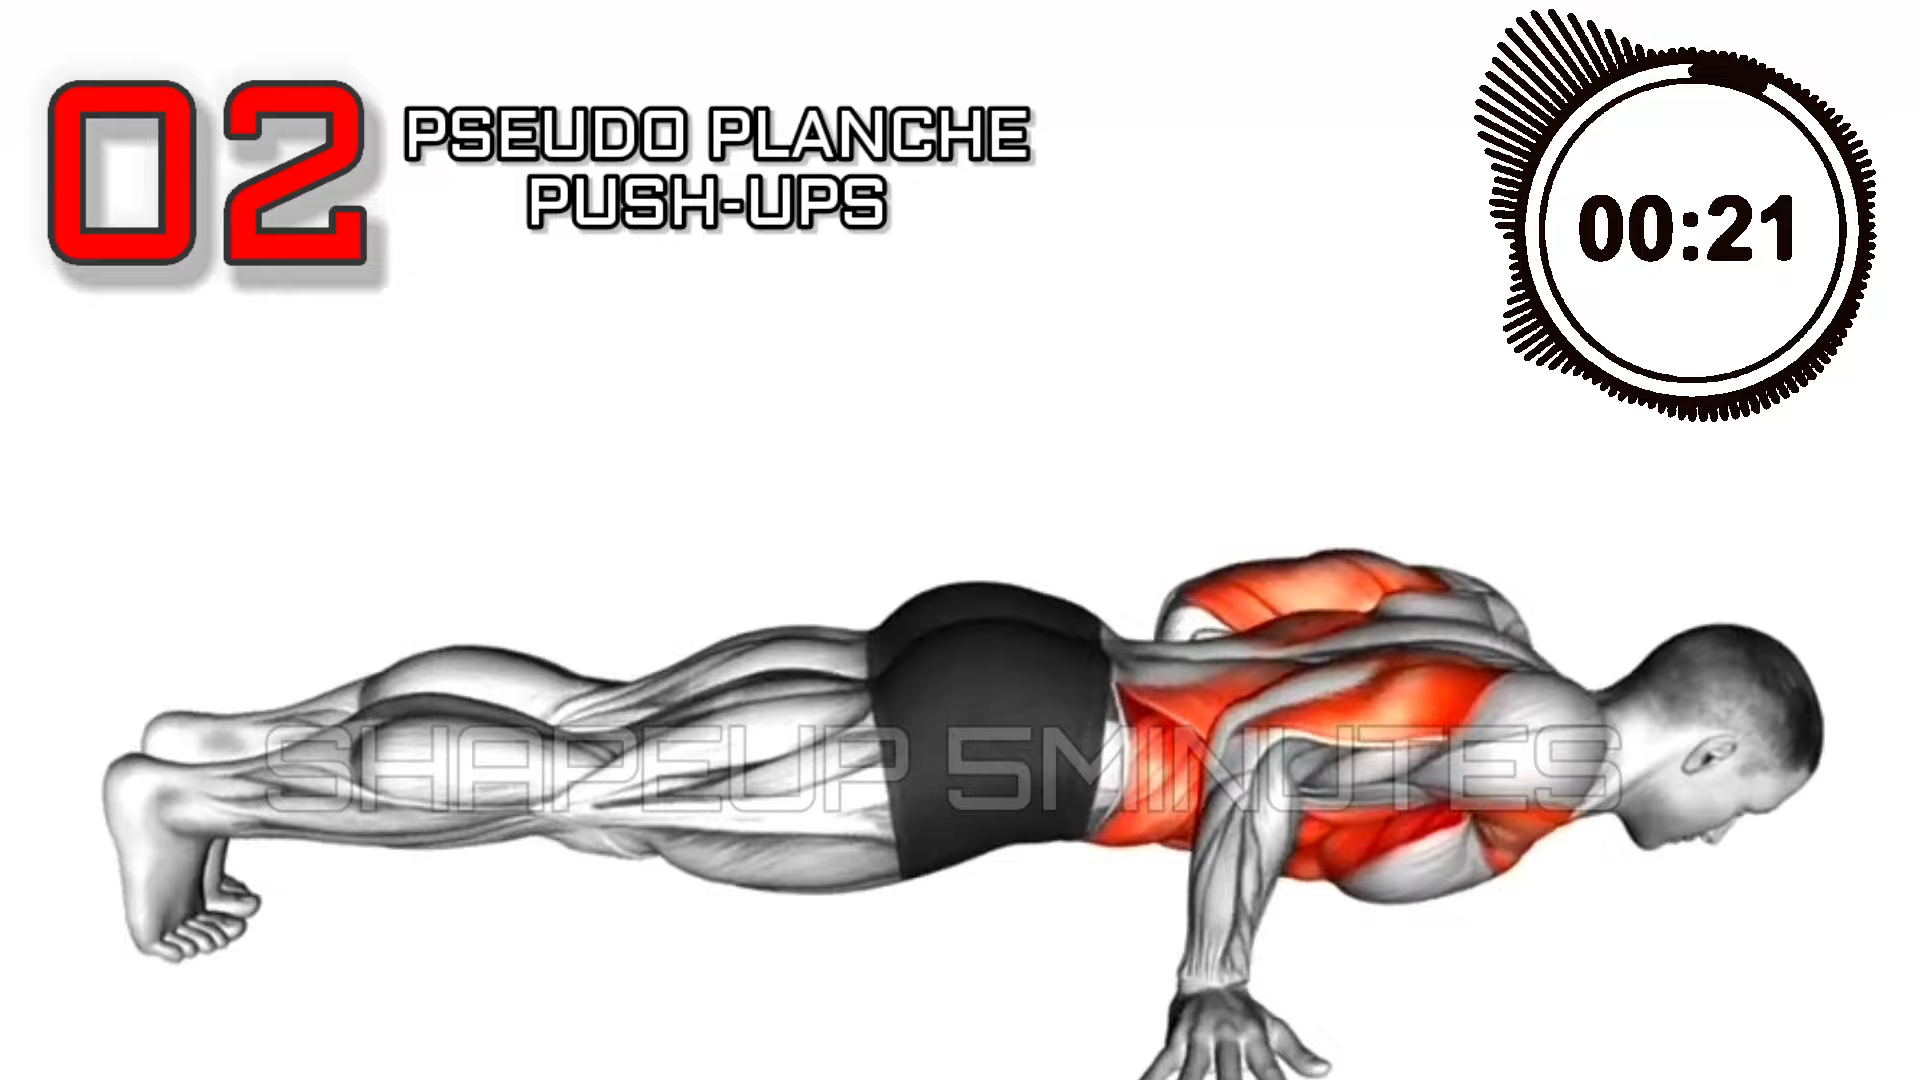 02
PSEUDO PLANCHE
PUSH-UPS
00:21
SHAPEUP 5MINUTES